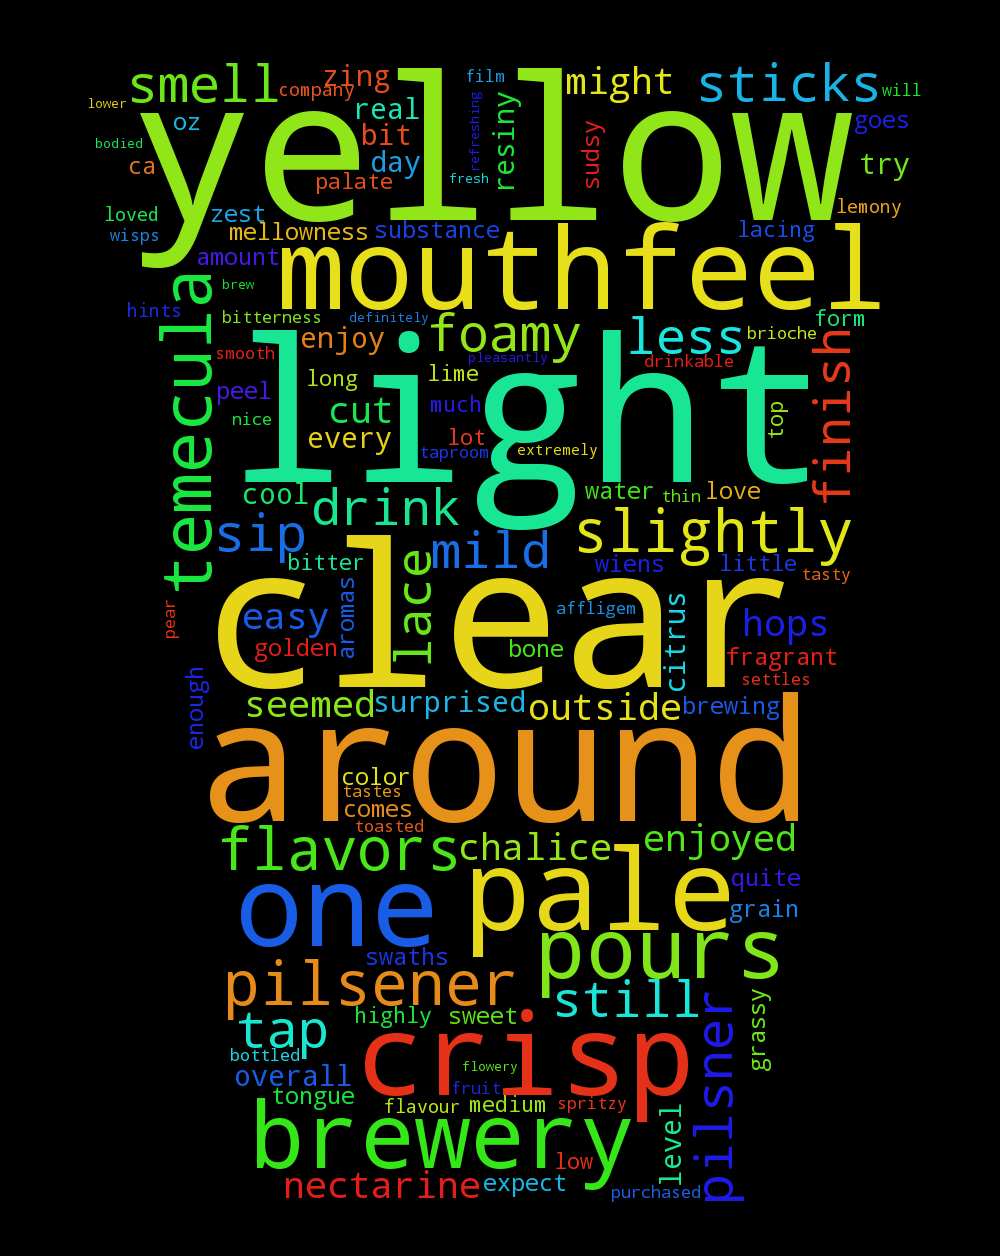 smell
zing
film
might
sticks
company
will
lower
yellow
real
oz
bit
refreshing
resiny
sudsy
goes
bodied
ca
day
palate
fresh
try
loved
zest
lemony
wisps
mellowness
substance
lacing
amount
mouthfeel
temecula
brew
hints
bitterness
definitely
enjoy
foamy
less
brioche
form
smooth
pleasantly
drinkable
finish
peel
long
lime
light
nice
cut
much
top
every
lot
taproom
extremely
cool
drink
water
thin
love
sip
mild
slightly
bitter
wiens
little
tasty
pear
easy
aromas
lace
clear
affligem
citrus
hops
golden
bone
fragrant
settles
enough
seemed
surprised
outside
brewing
around
color
tastes
comes
toasted
flavors
chalice
enjoyed
one
pale
quite
grain
swaths
pours
pilsener
still
tap
highly
sweet
pilsner
grassy
crisp
bottled
overall
flowery
tongue
fruit
flavour
medium
spritzy
brewery
low
level
nectarine
expect
purchased